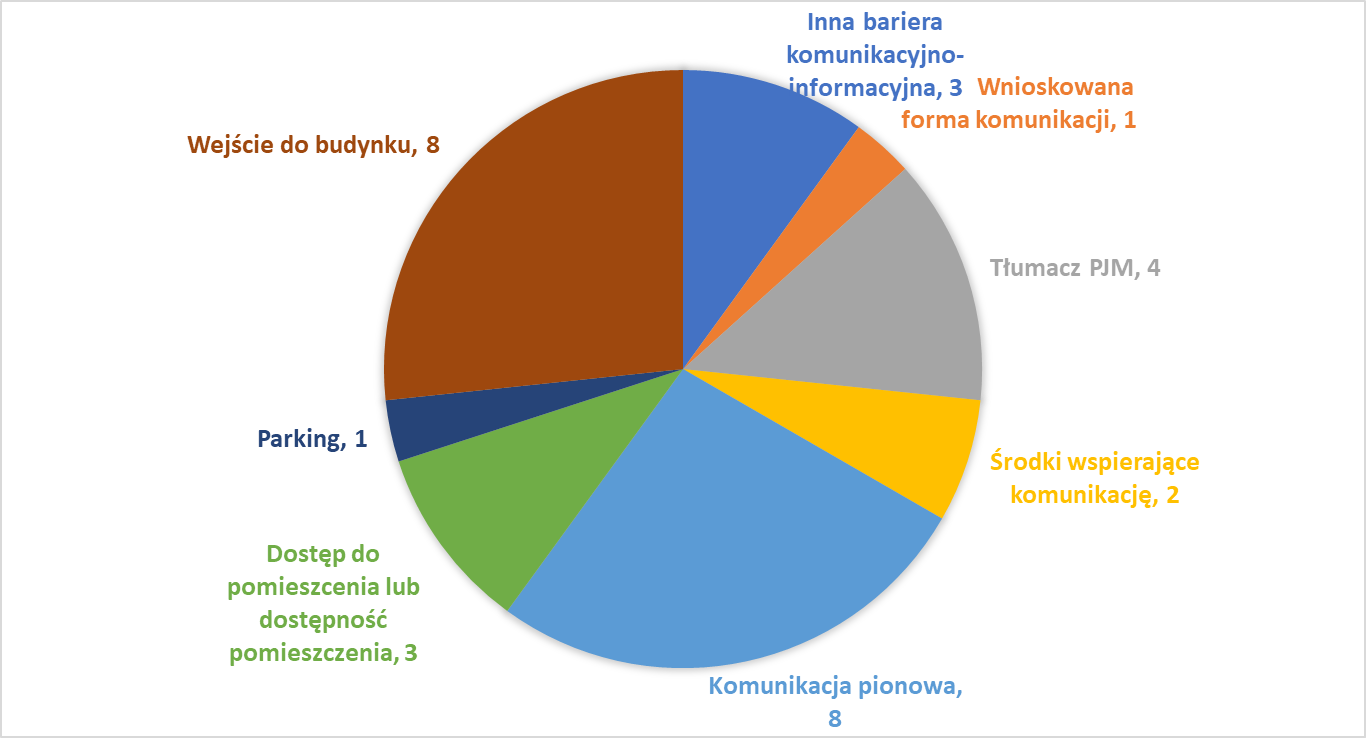 Inna bariera
komunikacyjno-
informacyjna, 3
Wnioskowana
forma komunikacji, 1
Tłumacz PJM, 4
Środki wspierające
komunikację, 2
Komunikacja pionowa,
8
Dostęp do
pomieszcenia lub
dostępność
pomieszczenia, 3
Parking, 1
Wejście do budynku, 8